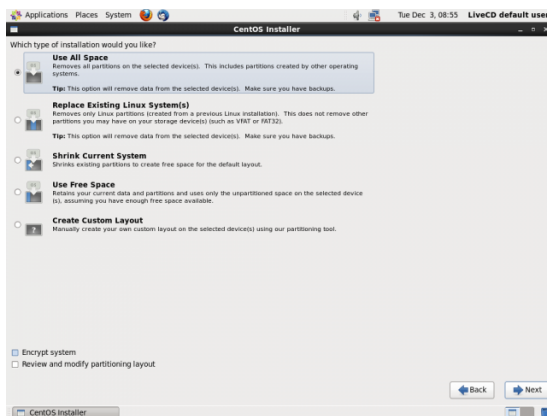 Applications Places System Tue Dec 3, 08:55 LiveCD default user
CentOS Installer
Which type of installation would you like?
Use All Space
Removes all partitions on the selected device(s). This includes partitions created by other operating
systems.
Tip: This option will remove data from the selected device(s). Make sure you have backups.
Replace Existing Linux System(s)
Removes only Linux partitions (created from a previous Linux installation). This does not remove other
partitions you may have on your storage device(s) (such as VFAT or FAT32).
Tip: This option will remove data from the selected device(s). Make sure you have backups.
Shrink Current System
Shrinks existing partitions to create free space for the default layout.
Use Free Space
Retains your current data and partitions and uses only the unpartitioned space on the selected device
(s), assuming you have enough free space available.
?
Create Custom Layout
Manually create your own custom layout on the selected device(s) using our partitioning tool.
Encrypt system
Review and modify partitioning layout
Back Next
CentOS Installer